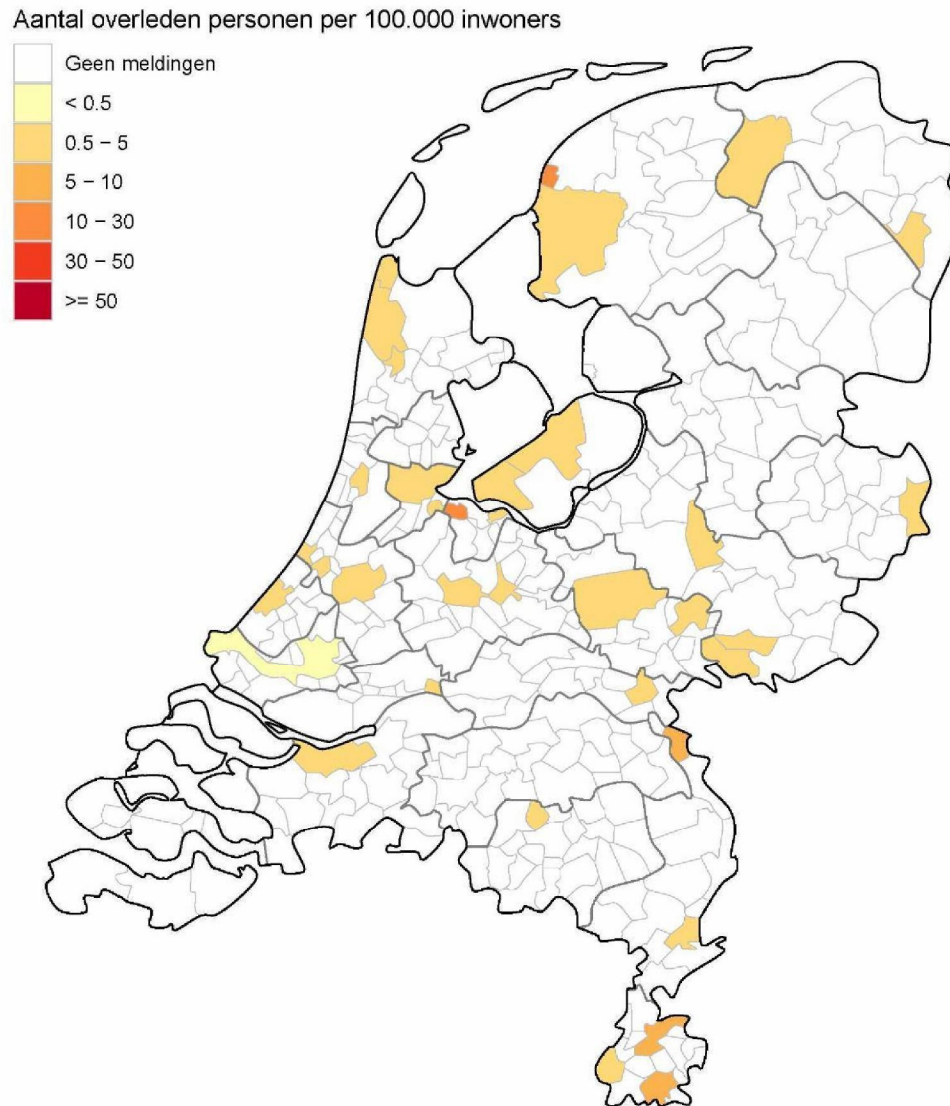 Aantal overleden personen per 100.000 inwoners
Geen meldingen
< 0.5
0.5 – 5
5 – 10
10 – 30
30 – 50
>= 50